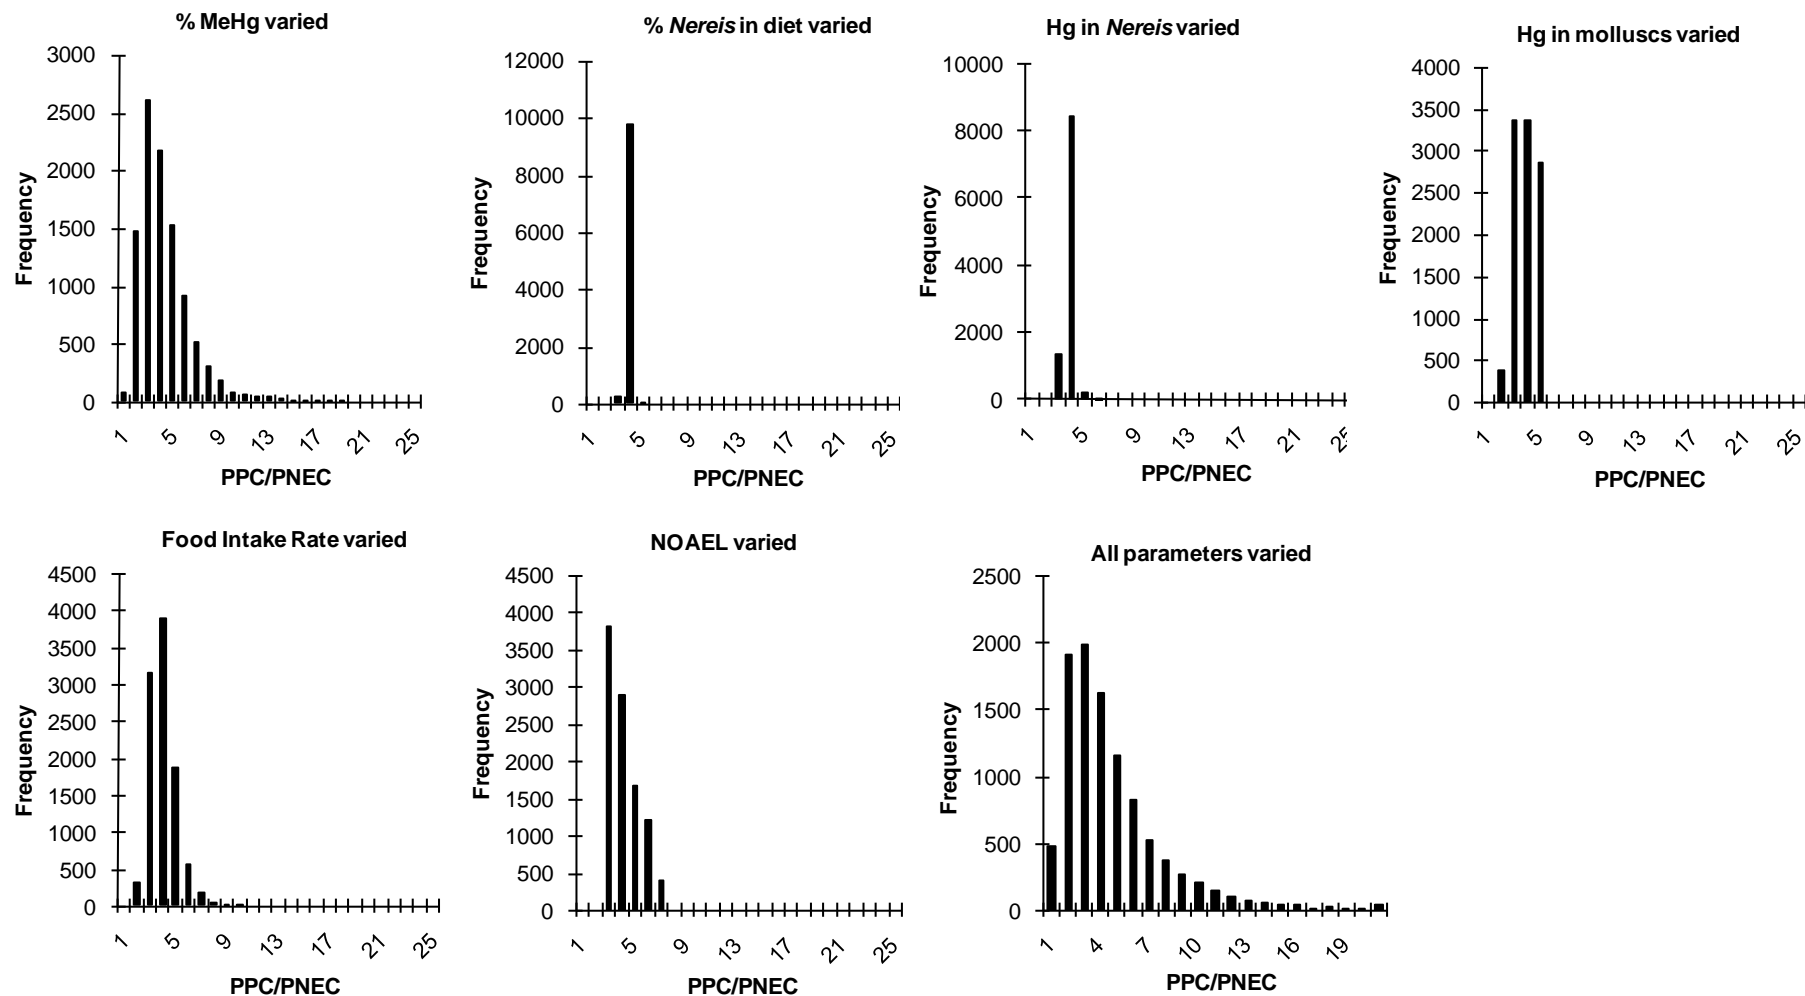 % MeHg varied
3000
2500
2000
1500
1000
500
0
Frequency
1 5 9 13 17 21 25
PPC/PNEC
% Nereis in diet varied
12000
10000
8000
6000
4000
2000
0
Frequency
1 5 9 13 17 21 25
PPC/PNEC
Hg in Nereis varied
10000
8000
6000
4000
2000
0
Frequency
1 5 9 13 17 21 25
PPC/PNEC
Hg in molluscs varied
4000
3500
3000
2500
2000
1500
1000
500
0
Frequency
1 5 9 13 17 21 25
PPC/PNEC
Food Intake Rate varied
4500
4000
3500
3000
2500
2000
1500
1000
500
0
Frequency
1 5 9 13 17 21 25
PPC/PNEC
NOAEL varied
4500
4000
3500
3000
2500
2000
1500
1000
500
0
Frequency
1 5 9 13 17 21 25
PPC/PNEC
All parameters varied
2500
2000
1500
1000
500
0
Frequency
1 4 7 10 13 16 19
PPC/PNEC